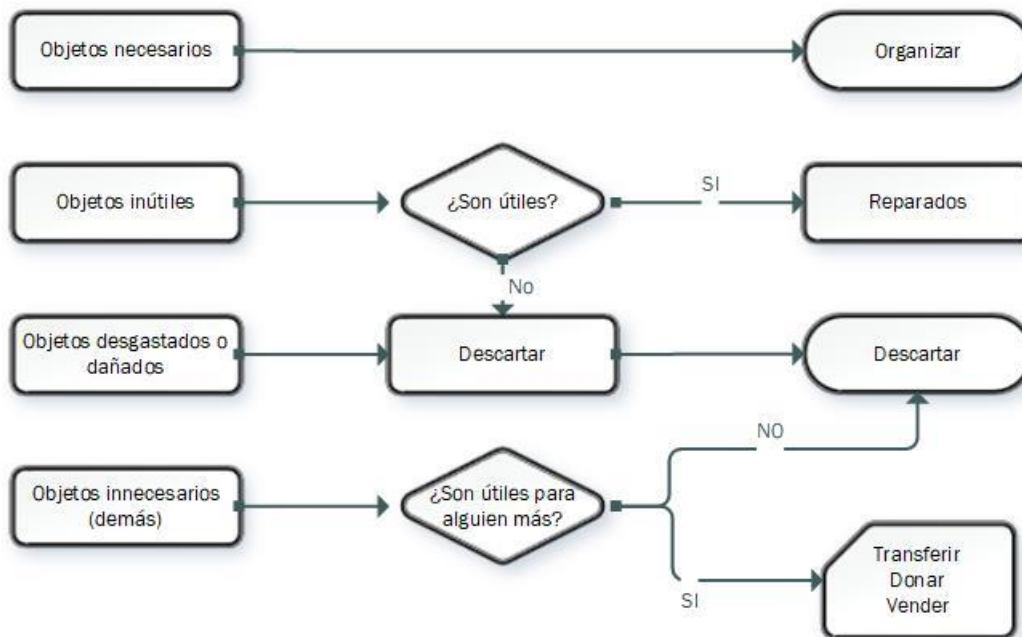 Objetos necesarios
Organizar
Objetos inútiles
¿Son útiles?
SI
Reparados
No
Objetos desgastados o
dañados
Descartar
Descartar
NO
Objetos innecesarios
(demás)
¿Son útiles para
alguien más?
SI
Transferir
Donar
Vender